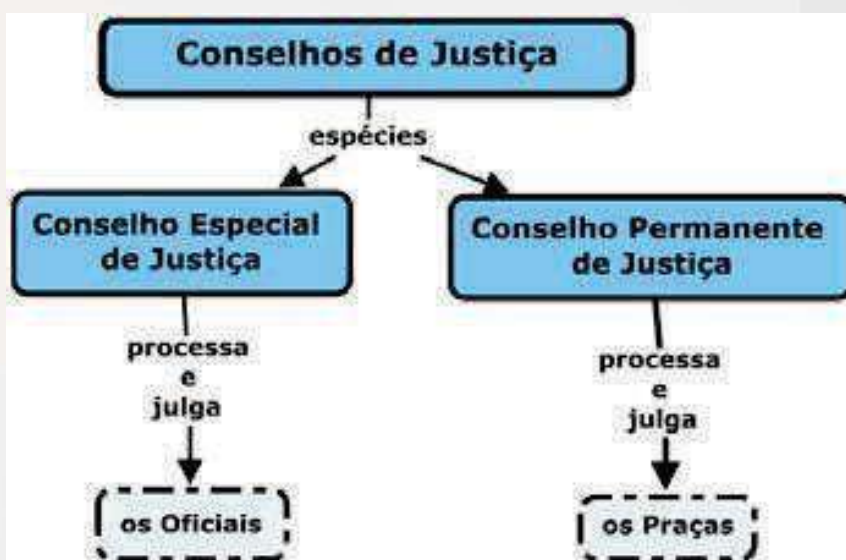 Conselhos de Justiça
espécies
Conselho Especial
de Justiça
Conselho Permanente
de Justiça
processa
e
julga
processa
e
julga
os Oficiais
os Praças